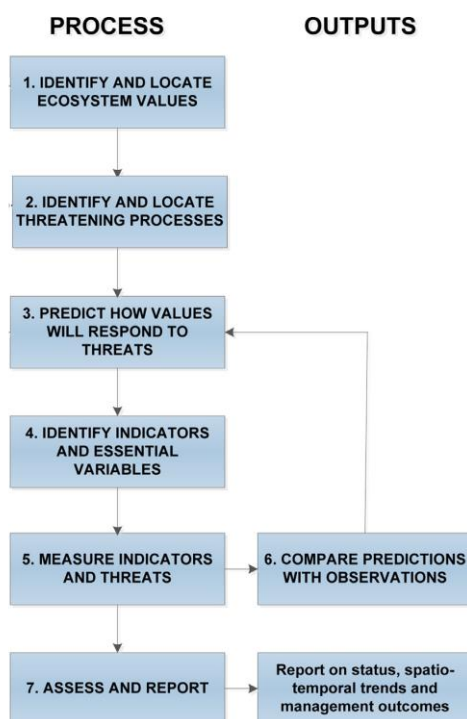 PROCESS
OUTPUTS
1. IDENTIFY AND LOCATE
ECOSYSTEM VALUES
2. IDENTIFY AND LOCATE
THREATENING PROCESSES
3. PREDICT HOW VALUES
WILL RESPOND TO
THREATS
4. IDENTIFY INDICATORS
AND ESSENTIAL
VARIABLES
5. MEASURE INDICATORS
AND THREATS
6. COMPARE PREDICTIONS
WITH OBSERVATIONS
7. ASSESS AND REPORT
Report on status, spatio-
temporal trends and
management outcomes